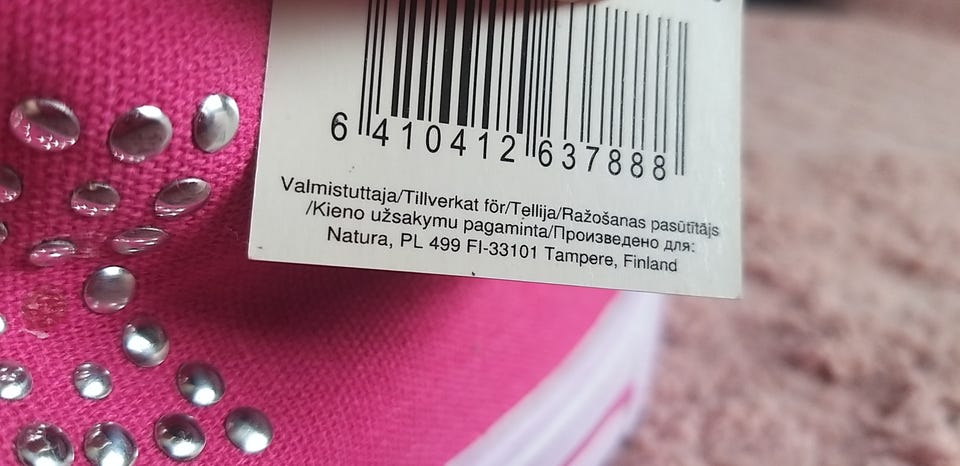 6 410412 637888
Valmistuttaja/Tillverkat för/Tellija/Ražošanas pasūtītājs
/Kieno užsakymu pagaminta/Произведено для:
Natura, PL 499 FI-33101 Tampere, Finland